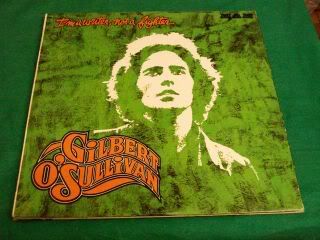 I'm a writer, not a fighter...
MAM
GILBERT
O'SULLIVAN